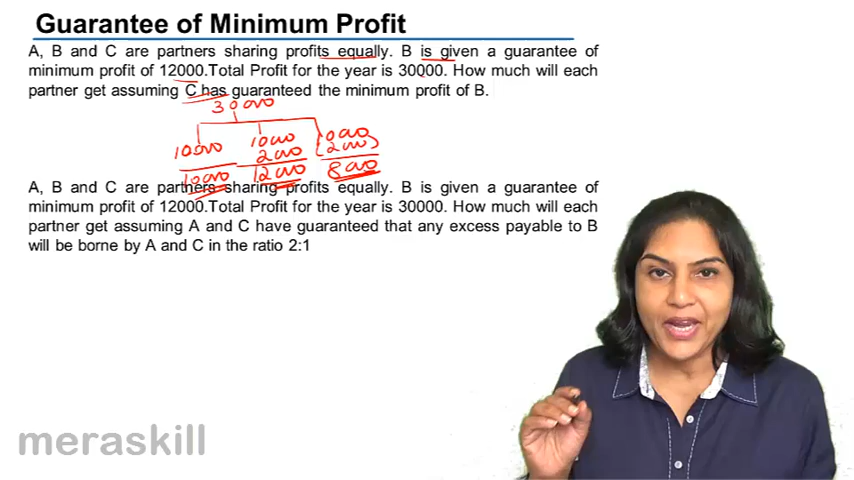 Guarantee of Minimum Profit
A, B and C are partners sharing profits equally. B is given a guarantee of
minimum profit of 12000.Total Profit for the year is 30000. How much will each
partner get assuming C has guaranteed the minimum profit of B.
30000
10000 10000 10000
2000 (2000)
10000 12000 8000
A, B and C are partners sharing profits equally. B is given a guarantee of
minimum profit of 12000.Total Profit for the year is 30000. How much will each
partner get assuming A and C have guaranteed that any excess payable to B
will be borne by A and C in the ratio 2:1
meraskill